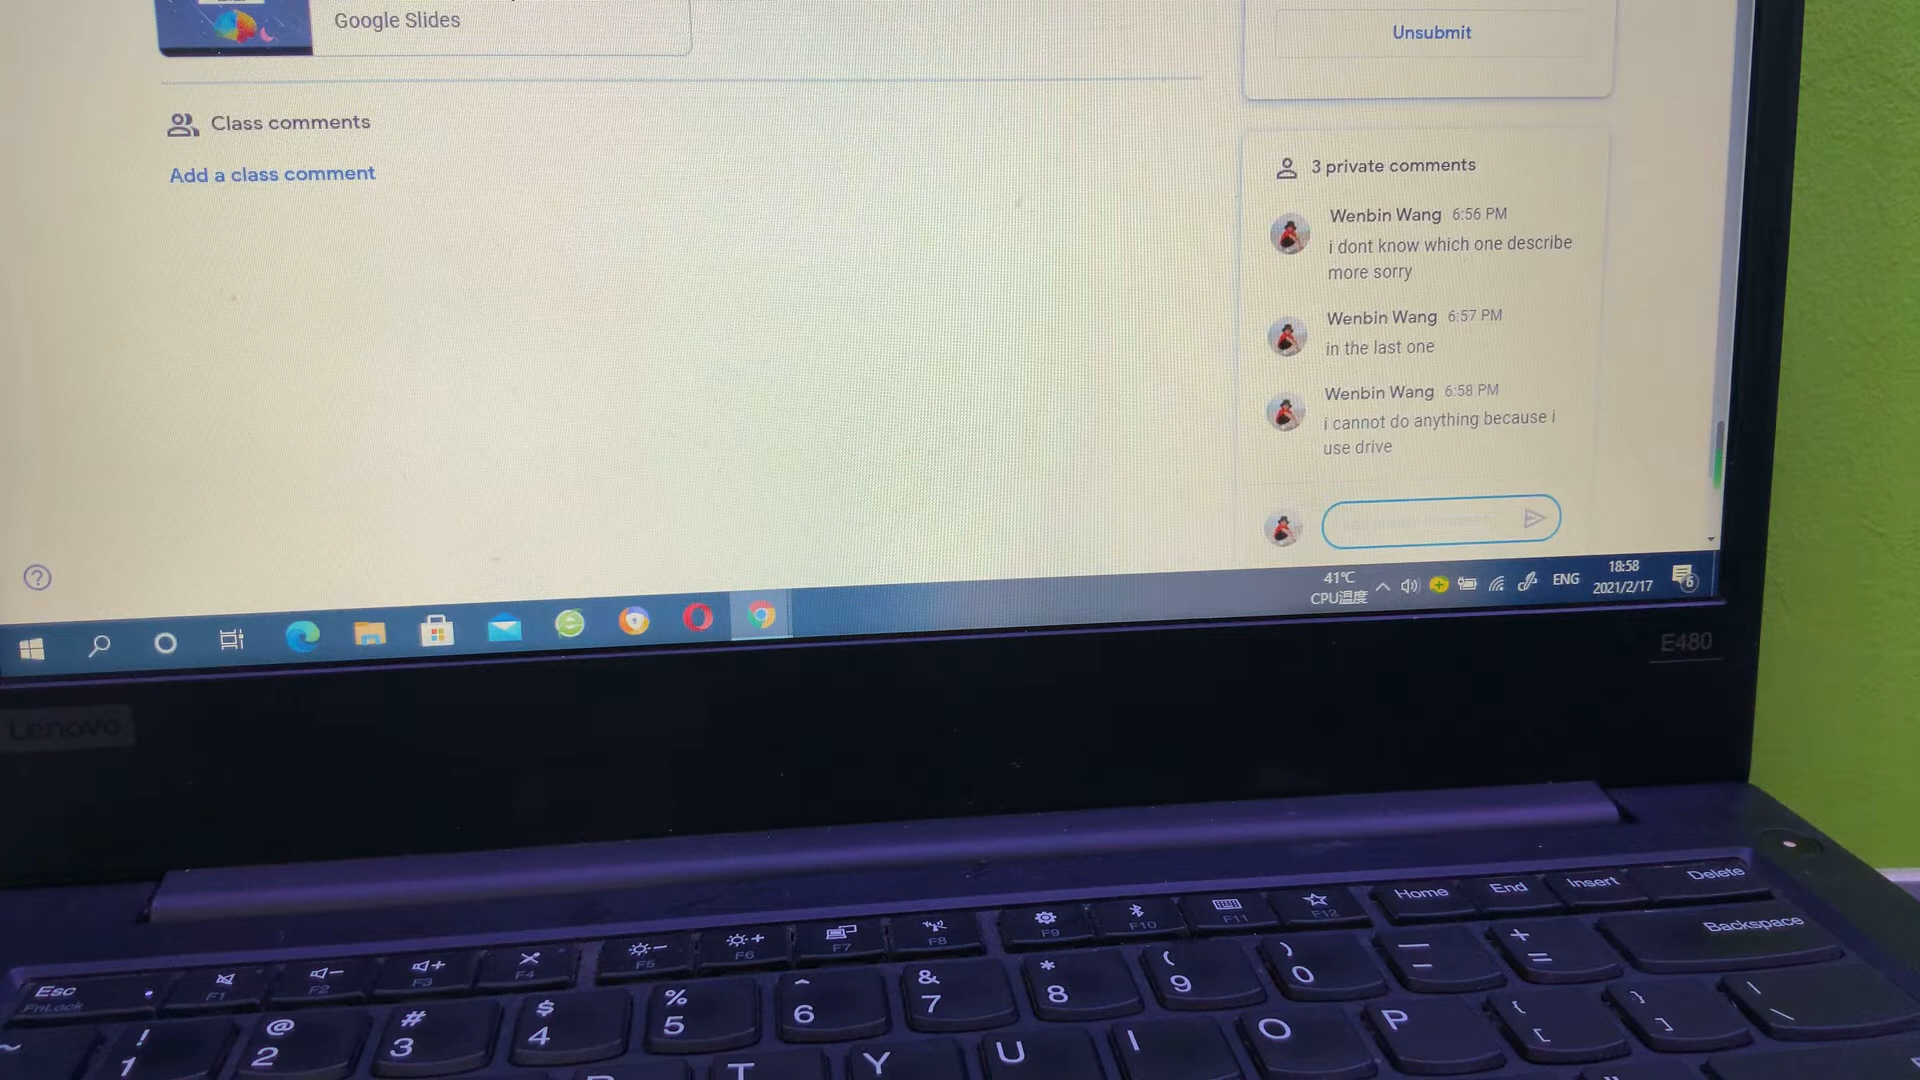 Google Slides
Unsubmit
Class comments
Add a class comment
3 private comments
Wenbin Wang 6:56 PM
i dont know which one describe
more sorry
Wenbin Wang 6:57 PM
in the last one
Wenbin Wang 6:58 PM
i cannot do anything because i
use drive
41℃
CPU温度
ENG
18:58
2021/2/17
6
E480
Lenovo
Home End Insert Delete
Esc
FnLock
F1 F2 F3 F4 F5 F6 F7 F8 F9 F10 F11 F12
Backspace
~
! 1
@ 2
# 3
$ 4
% 5
^ 6
& 7
* 8
( 9
) 0
— -
+ =
T Y U I O P
{ [
} ]
| \